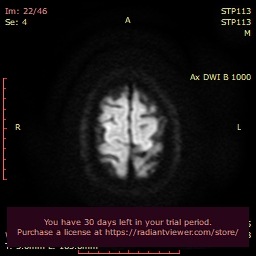 Im: 22/46
Se: 4
STP113
STP113
M
A
Ax DWI B 1000
R
L
You have 30 days left in your trial period.
Purchase a license at https://radiantviewer.com/store/